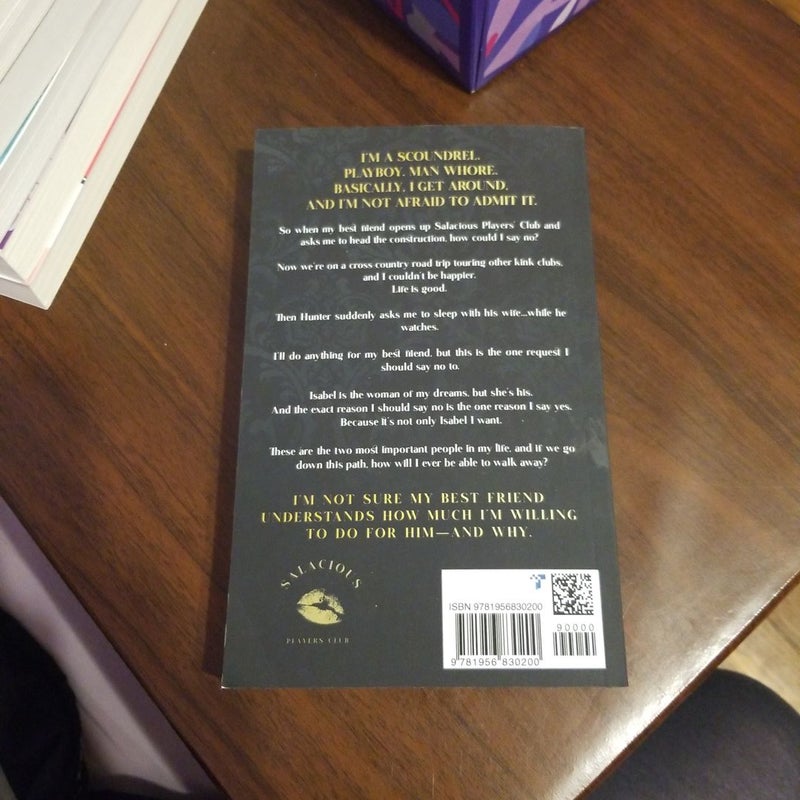 I'M A SCOUNDREL.
PLAYBOY. MAN WHORE.
BASICALLY, I GET AROUND.
AND I'M NOT AFRAID TO ADMIT IT.
So when my best friend opens up Salacious Players' Club and
asks me to head the construction, how could I say no?
Now we're on a cross country road trip touring other kink clubs,
and I couldn't be happier.
Life is good.
Then Hunter suddenly asks me to sleep with his wife...while he
watches.
I'll do anything for my best friend, but this is the one request I
should say no to.
Isabel is the woman of my dreams, but she's his.
And the exact reason I should say no is the one reason I say yes.
Because it's not only Isabel I want.
These are the two most important people in my life, and if we go
down this path, how will I ever be able to walk away?
I'M NOT SURE MY BEST FRIEND
UNDERSTANDS HOW MUCH I'M WILLING
TO DO FOR HIM—AND WHY.
SALACIOUS
PLAYERS CLUB
ISBN 9781956830200
90000
9 781956 830200